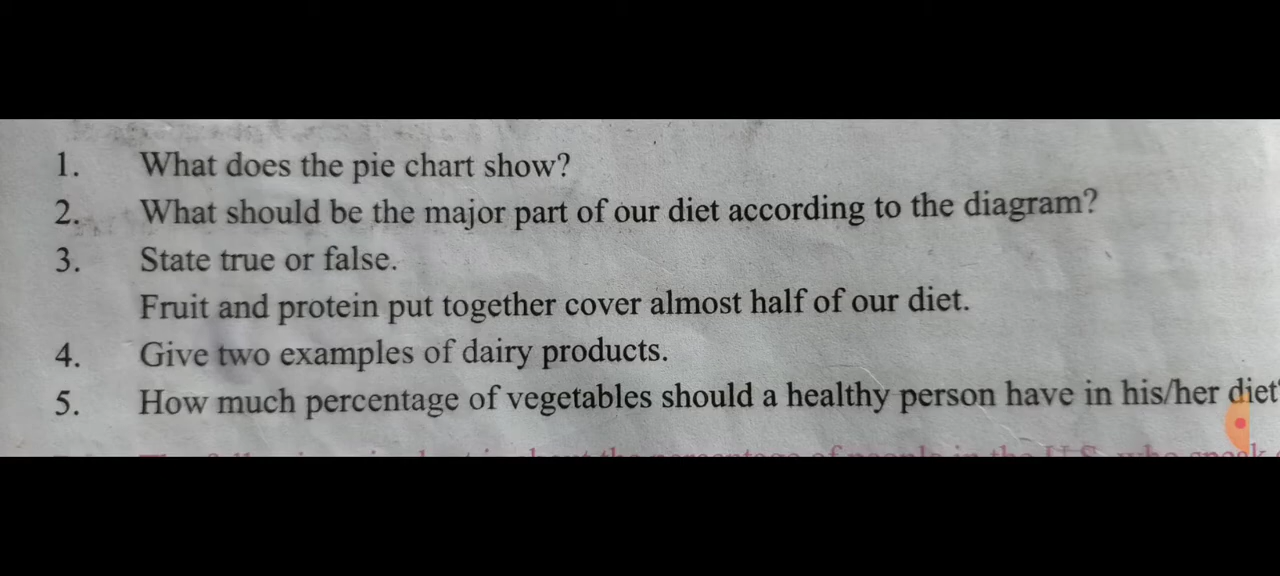 1. What does the pie chart show?
2. What should be the major part of our diet according to the diagram?
3. State true or false.
Fruit and protein put together cover almost half of our diet.
4. Give two examples of dairy products.
5. How much percentage of vegetables should a healthy person have in his/her diet?